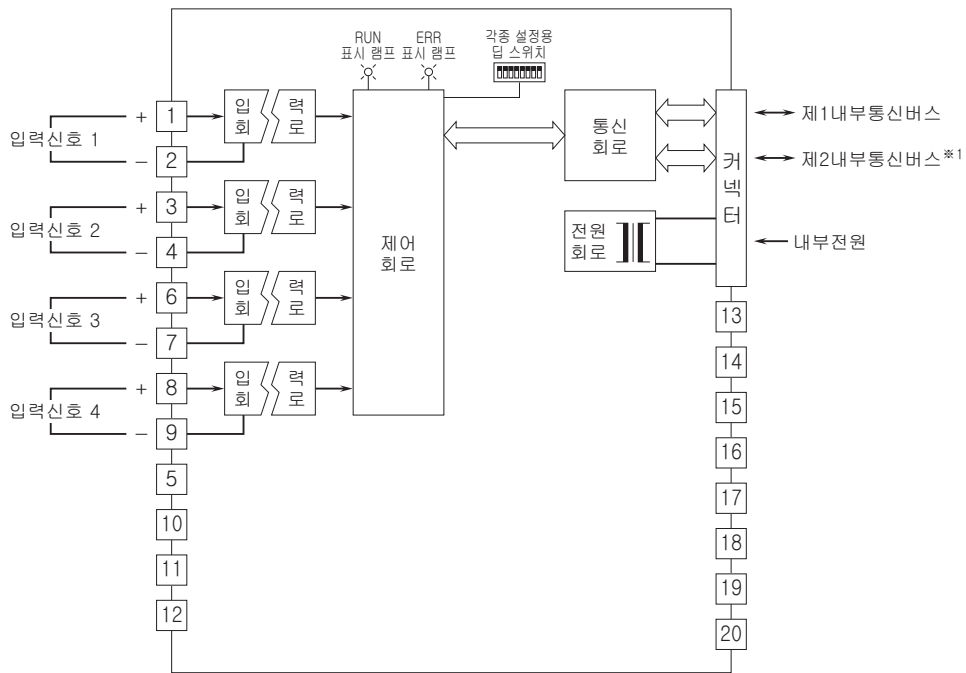 RUN
표시 램프
ERR
표시 램프
각종 설정용
딥 스위치
입력신호 1
+
1
−
2
입 력
회 로
입력신호 2
+
3
−
4
입 력
회 로
입력신호 3
+
6
−
7
입 력
회 로
입력신호 4
+
8
−
9
입 력
회 로
5
10
11
12
제어
회로
통신
회로
전원
회로
커
넥
터
제1내부통신버스
제2내부통신버스※1
내부전원
13
14
15
16
17
18
19
20